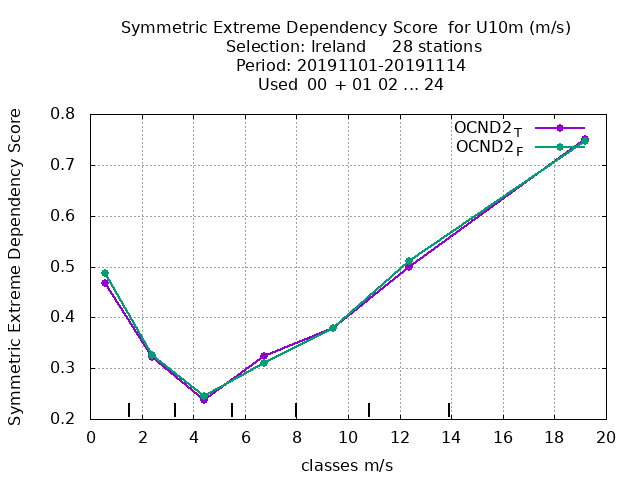 Symmetric Extreme Dependency Score  for U10m (m/s)
Selection: Ireland     28 stations
Period: 20191101-20191114
Used  00 + 01 02 ... 24
Symmetric Extreme Dependency Score
0.8
0.7
0.6
0.5
0.4
0.3
0.2
OCND2T
OCND2F
0 2 4 6 8 10 12 14 16 18 20
classes m/s